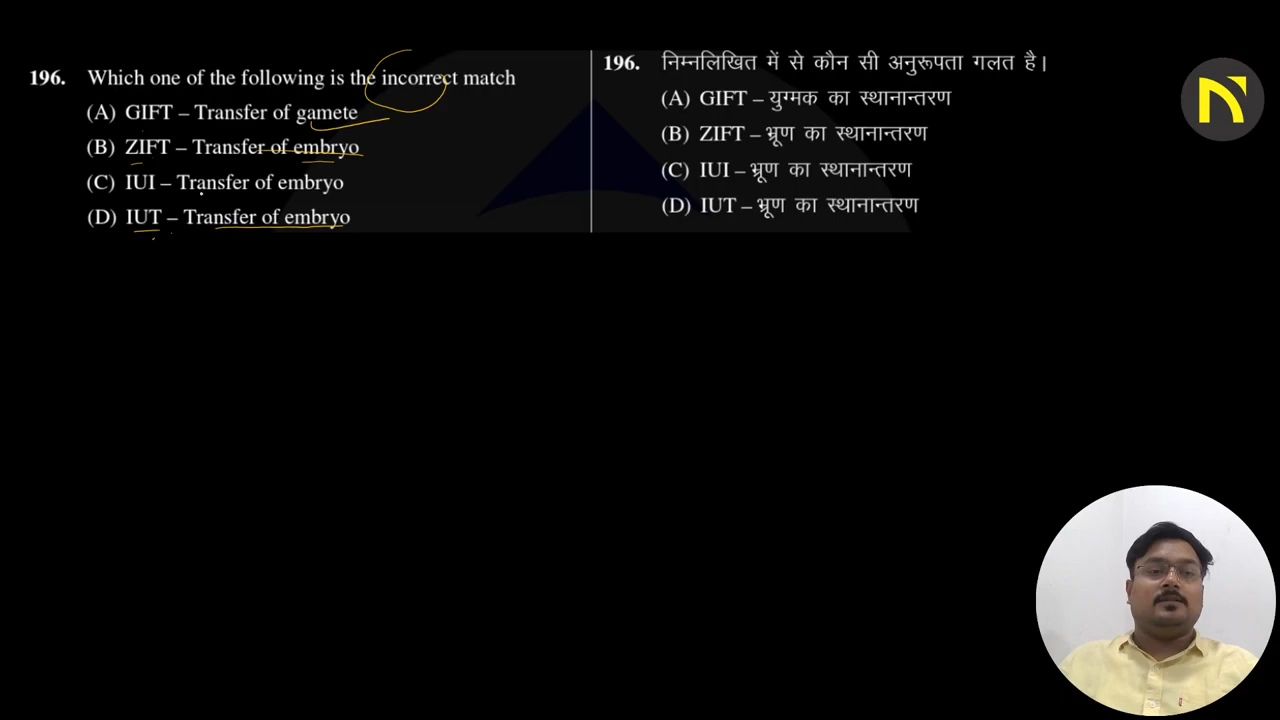 196. Which one of the following is the incorrect match
(A) GIFT – Transfer of gamete
(B) ZIFT – Transfer of embryo
(C) IUI – Transfer of embryo
(D) IUT – Transfer of embryo
196. निम्नलिखित में से कौन सी अनुरूपता गलत है।
(A) GIFT – युग्मक का स्थानान्तरण
(B) ZIFT – भ्रूण का स्थानान्तरण
(C) IUI – भ्रूण का स्थानान्तरण
(D) IUT – भ्रूण का स्थानान्तरण